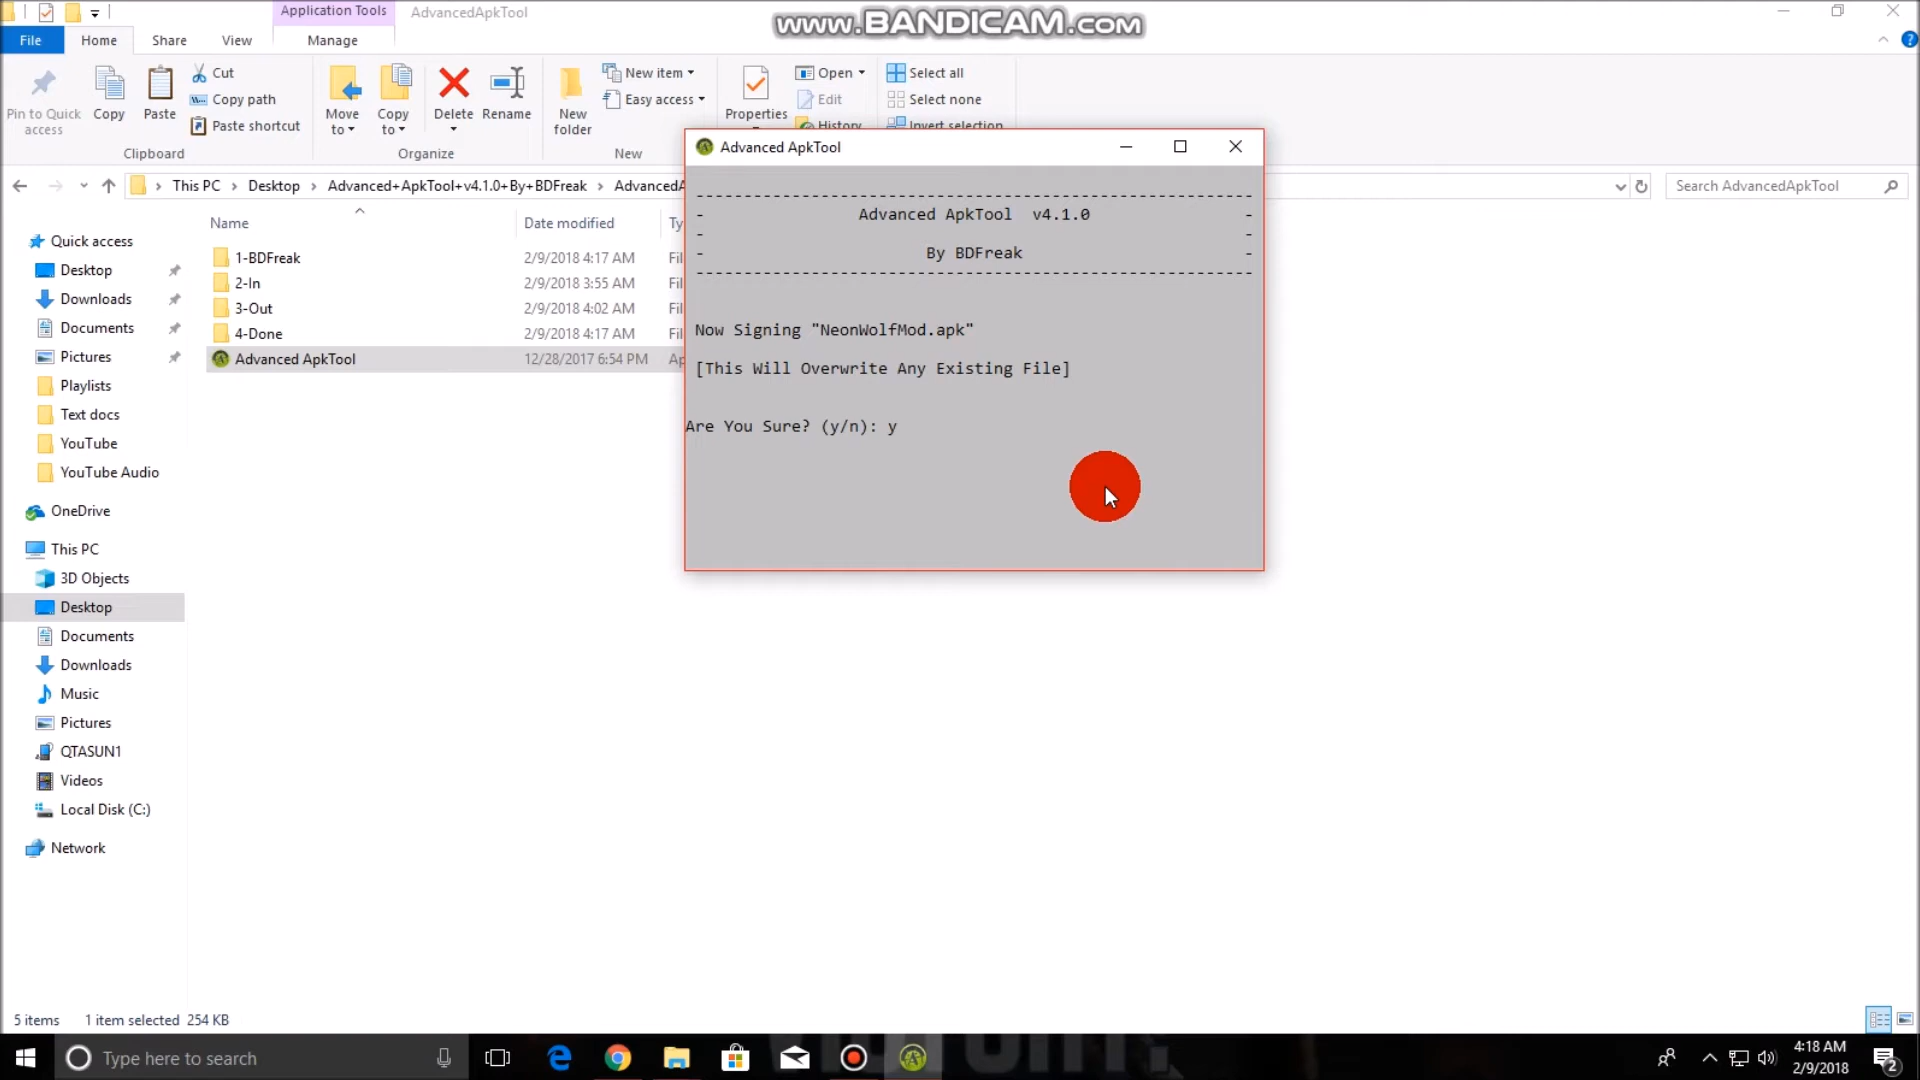 Application Tools
AdvancedApkTool
www.BANDICAM.com
File
Home
Share
View
Manage
Pin to Quick access
Copy
Paste
Cut
Copy path
Paste shortcut
Clipboard
Move to
Copy to
Delete
Rename
Organize
New folder
New item
Easy access
New
Properties
Open
Edit
History
Select all
Select none
Invert selection
This PC
Desktop
Advanced+ApkTool+v4.1.0+By+BDFreak
AdvancedA
Search AdvancedApkTool
Name
Date modified
Ty
1-BDFreak
2/9/2018 4:17 AM
Fil
2-In
2/9/2018 3:55 AM
Fil
3-Out
2/9/2018 4:02 AM
Fil
4-Done
2/9/2018 4:17 AM
Fil
Advanced ApkTool
12/28/2017 6:54 PM
Ap
Quick access
Desktop
Downloads
Documents
Pictures
Playlists
Text docs
YouTube
YouTube Audio
OneDrive
This PC
3D Objects
Desktop
Documents
Downloads
Music
Pictures
QTASUN1
Videos
Local Disk (C:)
Network
Advanced ApkTool
------------------------------------------------------------
- Advanced ApkTool v4.1.0 -
- -
- By BDFreak -
------------------------------------------------------------
Now Signing "NeonWolfMod.apk"
[This Will Overwrite Any Existing File]
Are You Sure? (y/n): y
5 items
1 item selected 254 KB
Type here to search
4:18 AM
2/9/2018
2